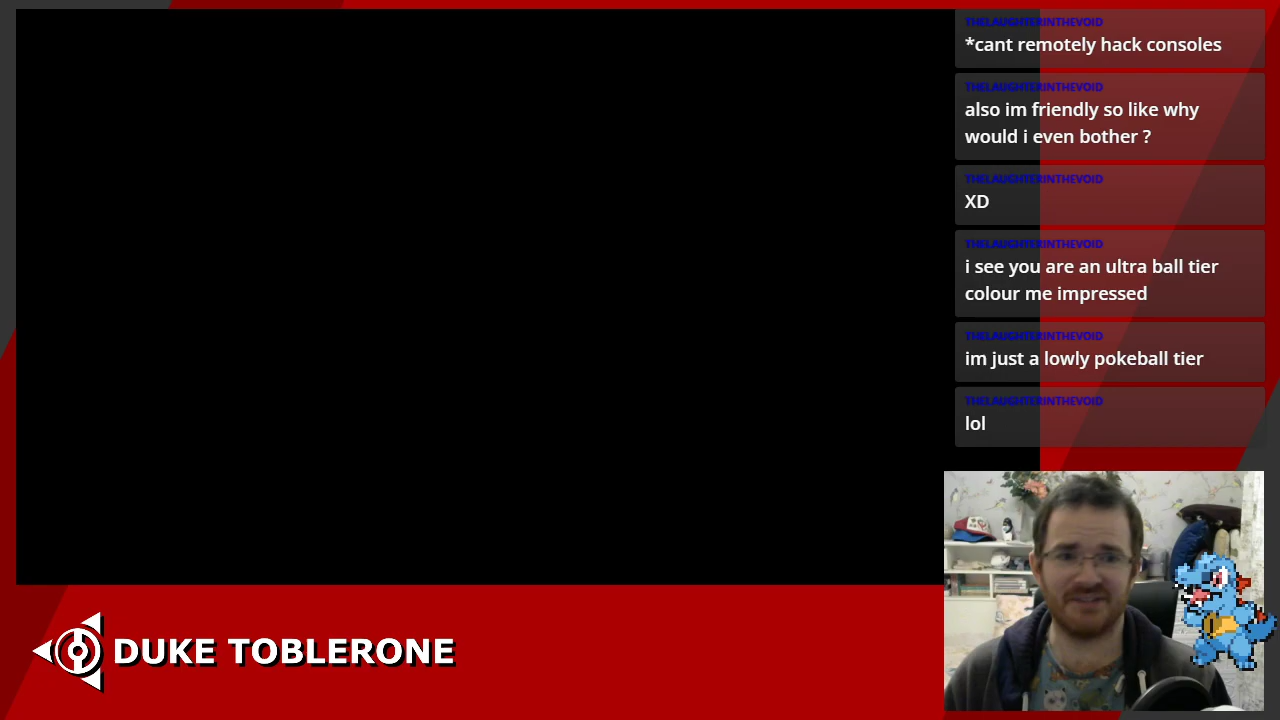 THELAUGHTERINTHEVOID
*cant remotely hack consoles
THELAUGHTERINTHEVOID
also im friendly so like why
would i even bother ?
THELAUGHTERINTHEVOID
XD
THELAUGHTERINTHEVOID
i see you are an ultra ball tier
colour me impressed
THELAUGHTERINTHEVOID
im just a lowly pokeball tier
THELAUGHTERINTHEVOID
lol
DUKE TOBLERONE